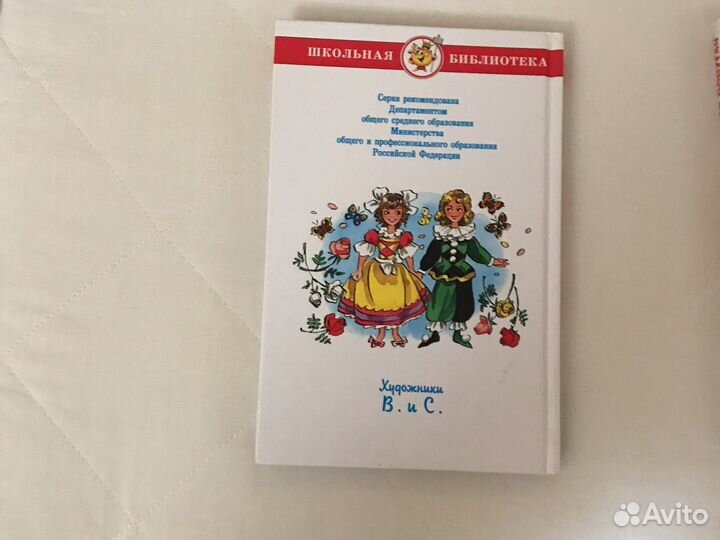 ШКОЛЬНАЯ БИБЛИОТЕКА
Серия рекомендована
Департаментом
общего среднего образования
Министерства
общего и профессионального образования
Российской Федерации
Художники
В. и С.
Avito